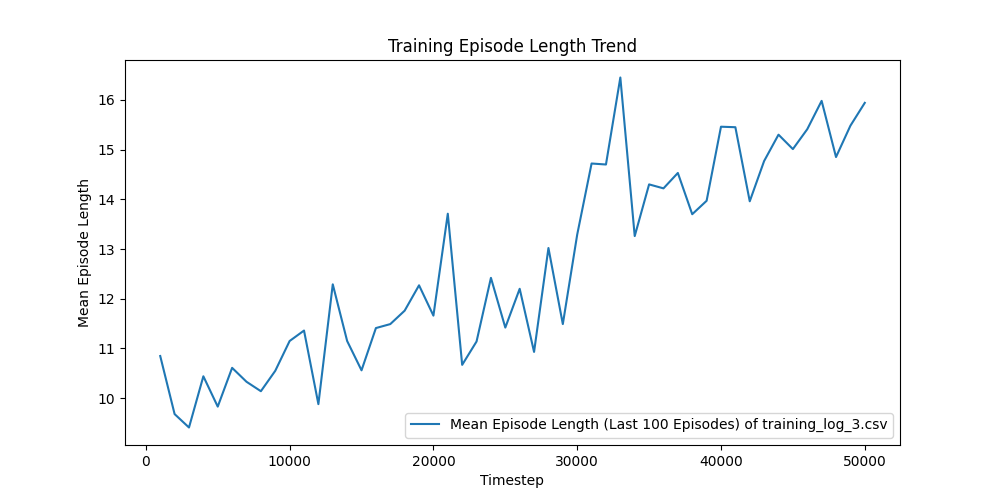 Training Episode Length Trend
16
15
14
13
12
11
10
Mean Episode Length
Mean Episode Length (Last 100 Episodes) of training_log_3.csv
0 10000 20000 30000 40000 50000
Timestep